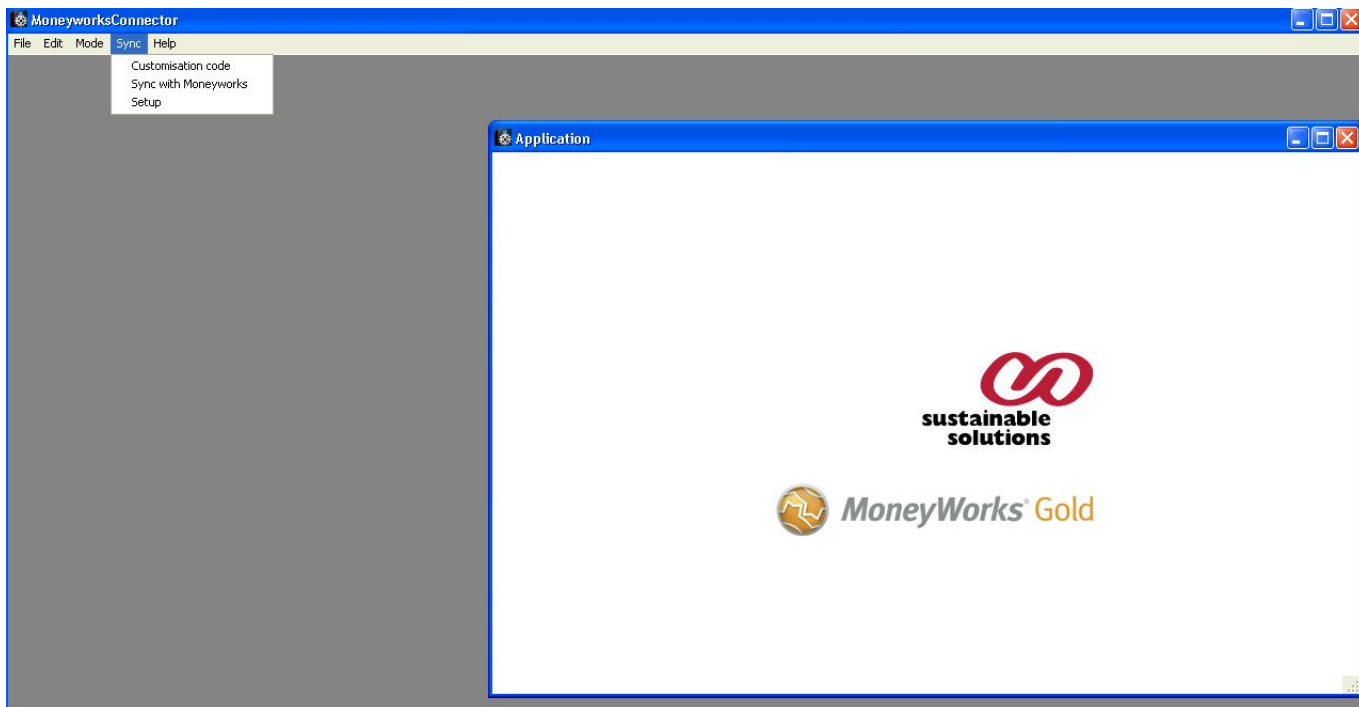 MoneyworksConnector
File Edit Mode Sync Help
Customisation code
Sync with Moneyworks
Setup
Application
sustainable
solutions
MoneyWorks® Gold